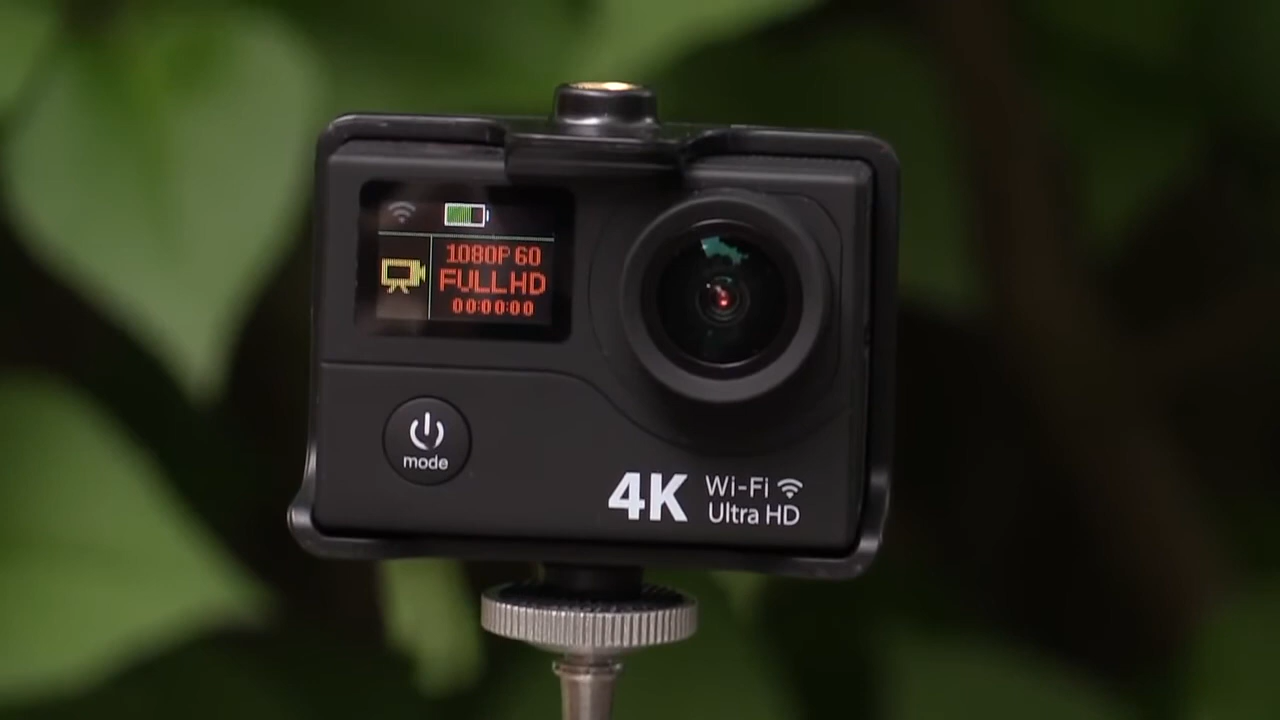 1080P 60
FULL HD
00:00:00
mode
4K Wi-Fi
Ultra HD